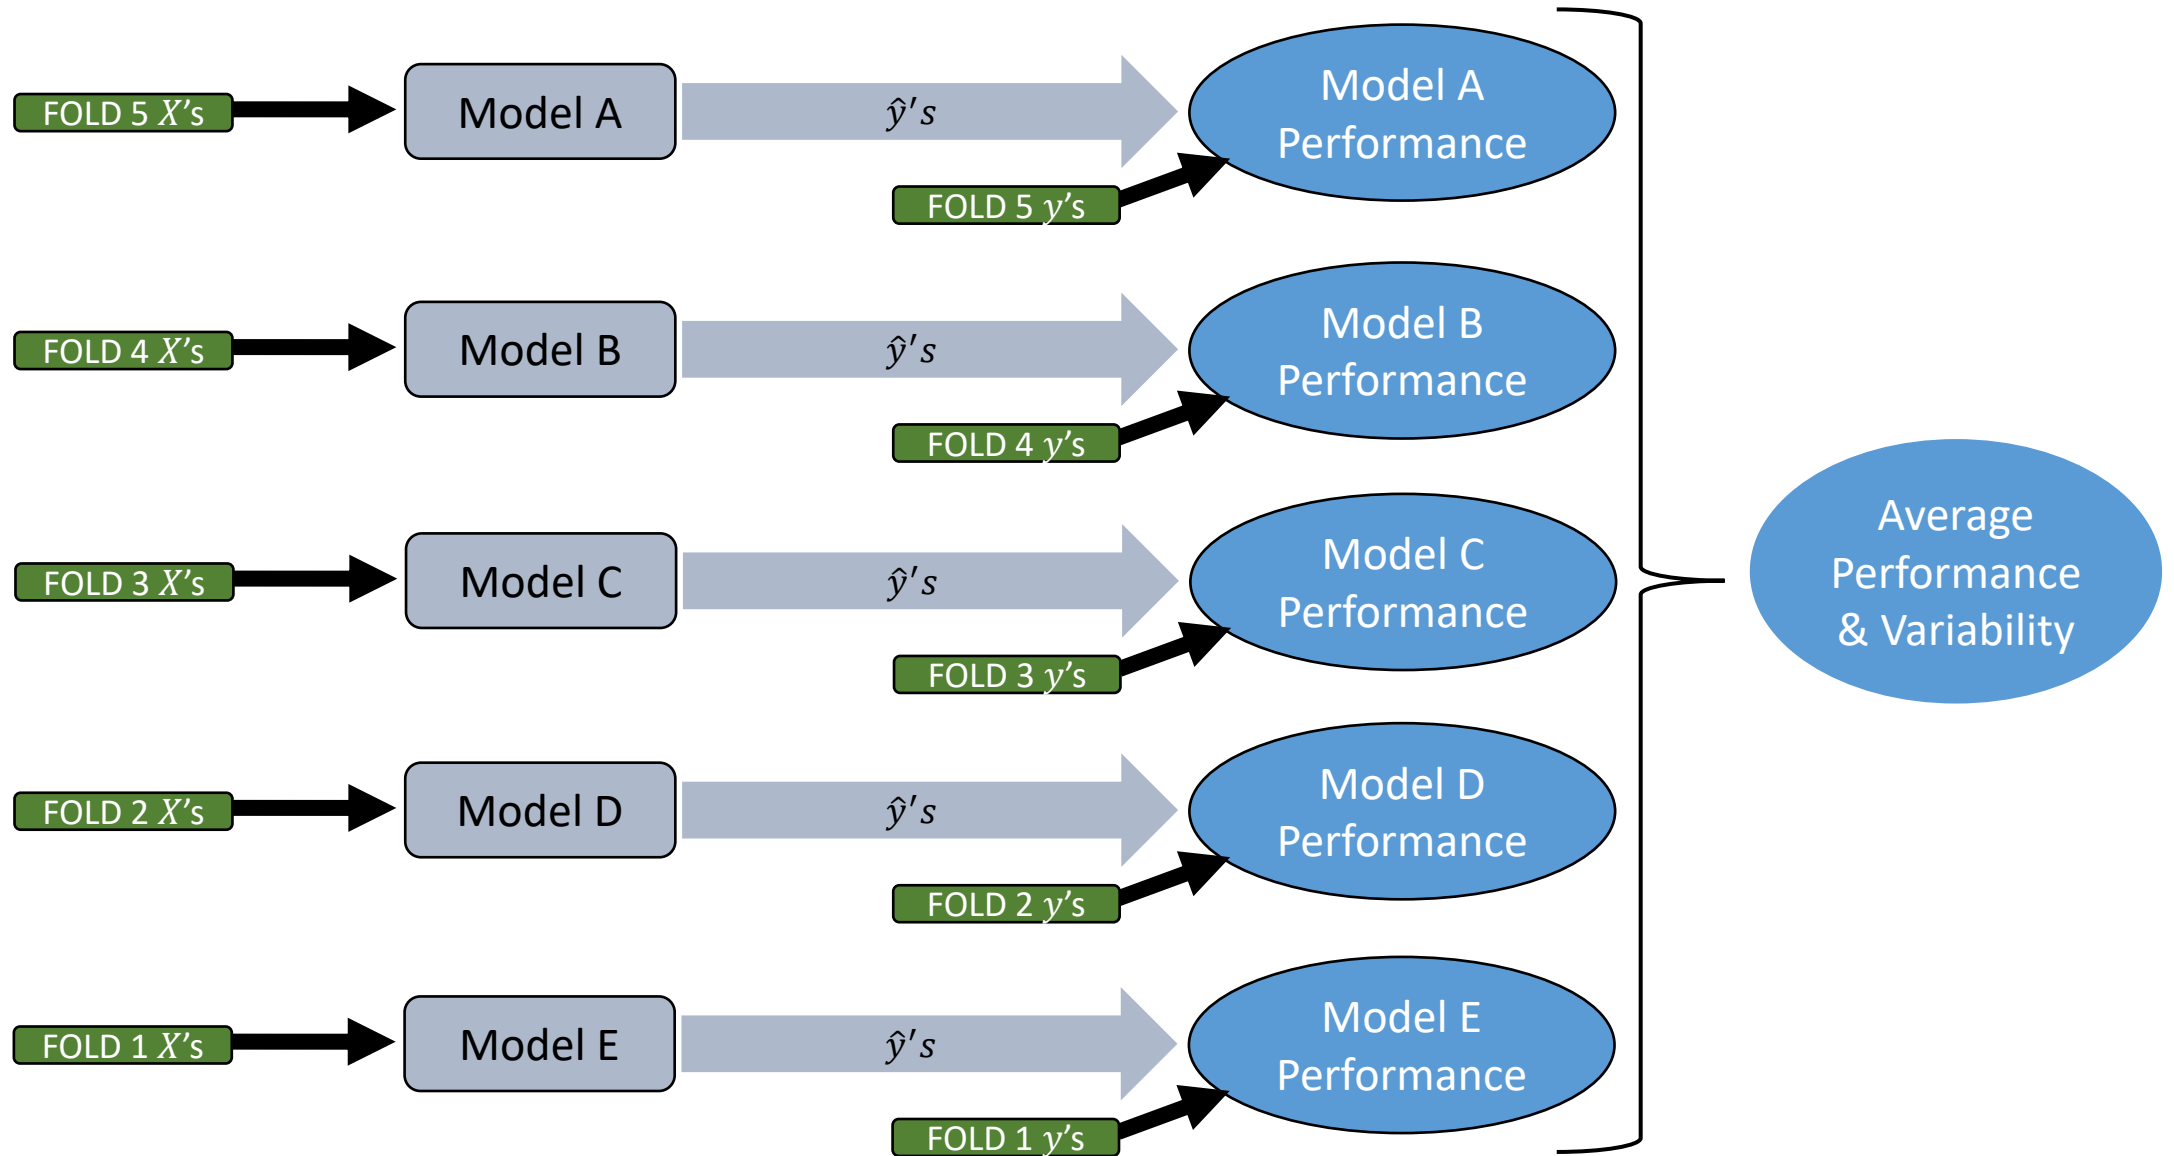 FOLD 5 X's
Model A
ŷ's
Model A
Performance
FOLD 5 y's
FOLD 4 X's
Model B
ŷ's
Model B
Performance
FOLD 4 y's
FOLD 3 X's
Model C
ŷ's
Model C
Performance
FOLD 3 y's
Average
Performance
& Variability
FOLD 2 X's
Model D
ŷ's
Model D
Performance
FOLD 2 y's
FOLD 1 X's
Model E
ŷ's
Model E
Performance
FOLD 1 y's